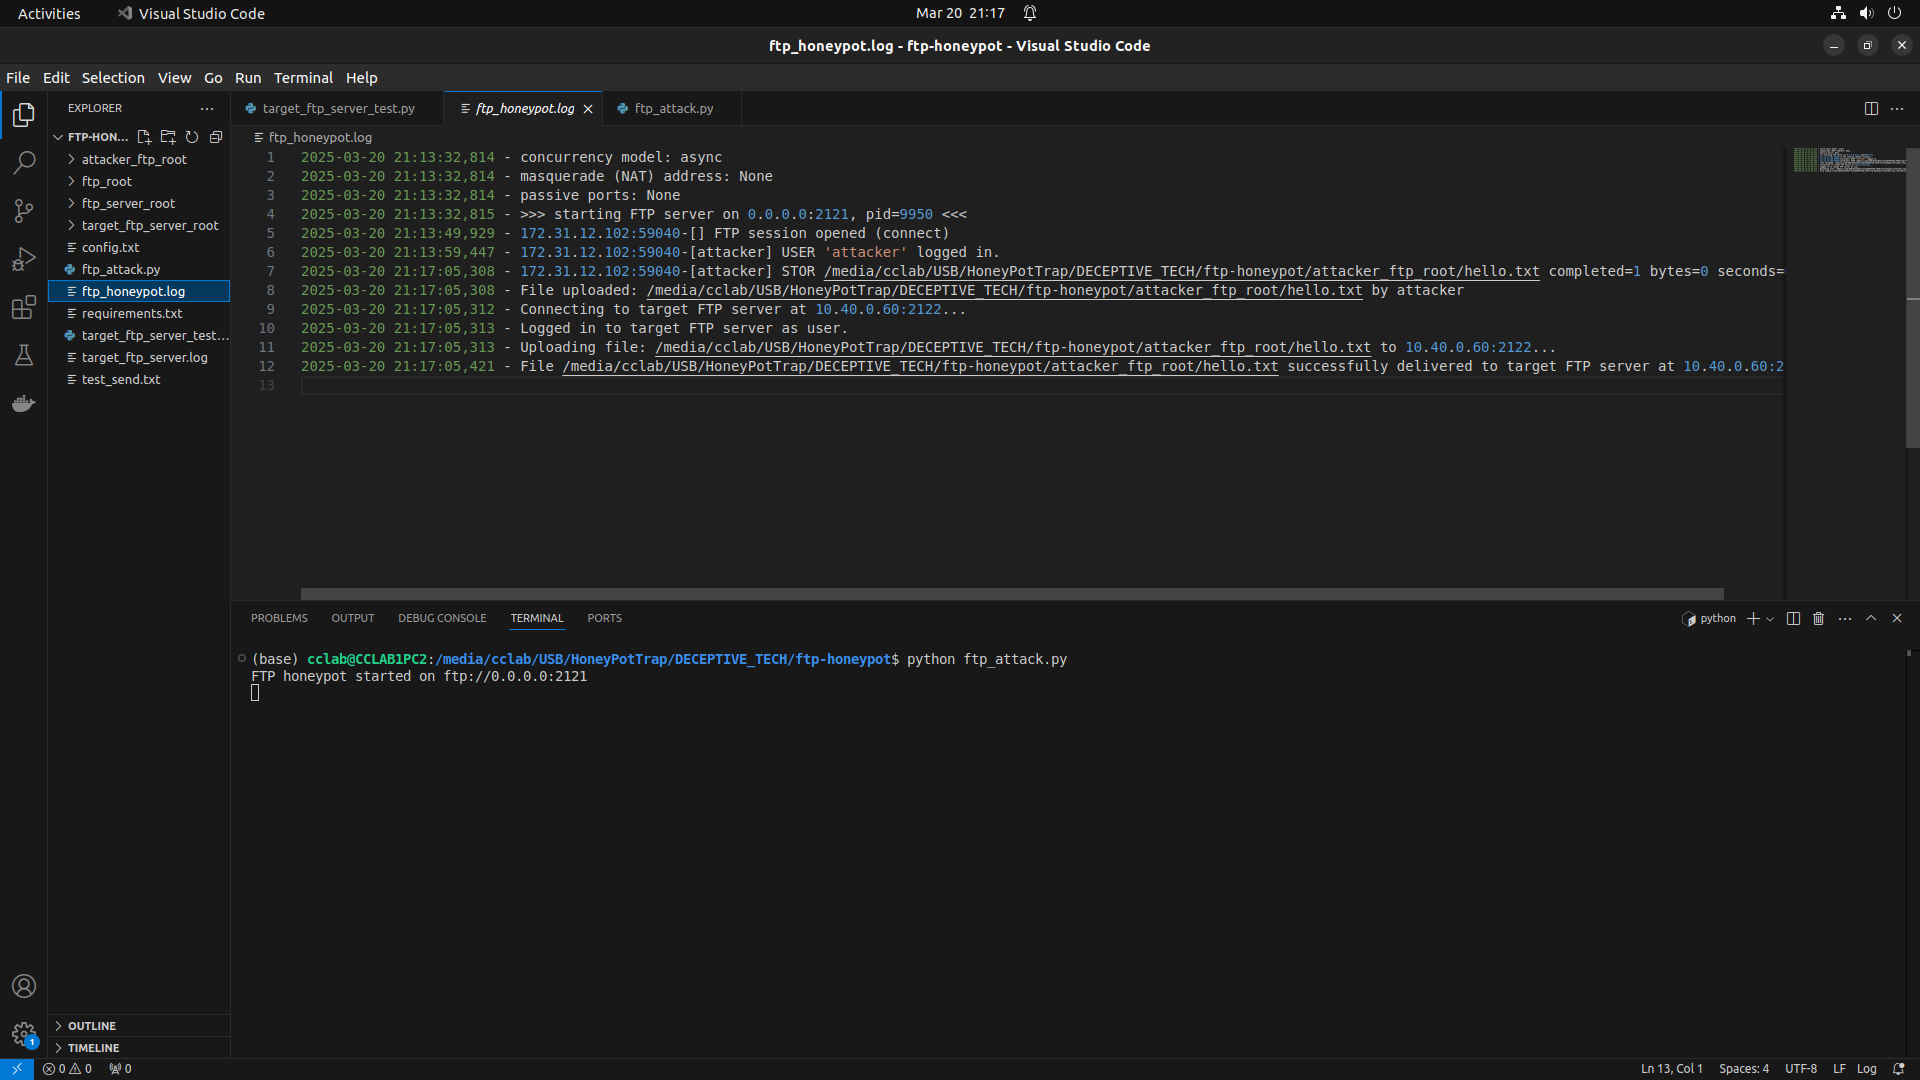 Activities Visual Studio Code Mar 20 21:17
ftp_honeypot.log - ftp-honeypot - Visual Studio Code
File Edit Selection View Go Run Terminal Help
EXPLORER
FTP-HON...
attacker_ftp_root
ftp_root
ftp_server_root
target_ftp_server_root
config.txt
ftp_attack.py
ftp_honeypot.log
requirements.txt
target_ftp_server_test...
target_ftp_server.log
test_send.txt
OUTLINE
TIMELINE
target_ftp_server_test.py ftp_honeypot.log ftp_attack.py
ftp_honeypot.log
1 2025-03-20 21:13:32,814 - concurrency model: async
2 2025-03-20 21:13:32,814 - masquerade (NAT) address: None
3 2025-03-20 21:13:32,814 - passive ports: None
4 2025-03-20 21:13:32,815 - >>> starting FTP server on 0.0.0.0:2121, pid=9950 <<<
5 2025-03-20 21:13:49,929 - 172.31.12.102:59040-[] FTP session opened (connect)
6 2025-03-20 21:13:59,447 - 172.31.12.102:59040-[attacker] USER 'attacker' logged in.
7 2025-03-20 21:17:05,308 - 172.31.12.102:59040-[attacker] STOR /media/cclab/USB/HoneyPotTrap/DECEPTIVE_TECH/ftp-honeypot/attacker_ftp_root/hello.txt completed=1 bytes=0 seconds=
8 2025-03-20 21:17:05,308 - File uploaded: /media/cclab/USB/HoneyPotTrap/DECEPTIVE_TECH/ftp-honeypot/attacker_ftp_root/hello.txt by attacker
9 2025-03-20 21:17:05,312 - Connecting to target FTP server at 10.40.0.60:2122...
10 2025-03-20 21:17:05,313 - Logged in to target FTP server as user.
11 2025-03-20 21:17:05,313 - Uploading file: /media/cclab/USB/HoneyPotTrap/DECEPTIVE_TECH/ftp-honeypot/attacker_ftp_root/hello.txt to 10.40.0.60:2122...
12 2025-03-20 21:17:05,421 - File /media/cclab/USB/HoneyPotTrap/DECEPTIVE_TECH/ftp-honeypot/attacker_ftp_root/hello.txt successfully delivered to target FTP server at 10.40.0.60:2
13
PROBLEMS OUTPUT DEBUG CONSOLE TERMINAL PORTS python
(base) cclab@CCLAB1PC2:/media/cclab/USB/HoneyPotTrap/DECEPTIVE_TECH/ftp-honeypot$ python ftp_attack.py
FTP honeypot started on ftp://0.0.0.0:2121
1
0 0 0 Ln 13, Col 1 Spaces: 4 UTF-8 LF Log